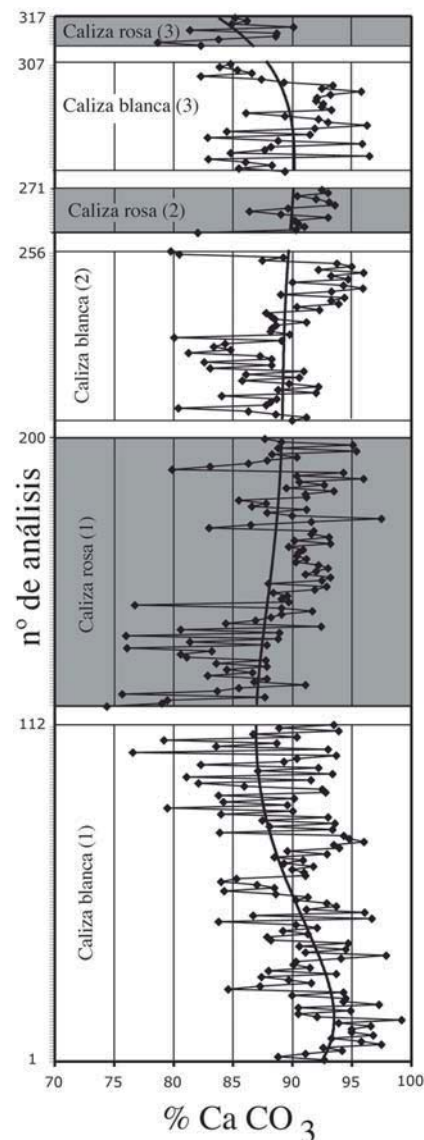 317
Caliza rosa (3)
307
Caliza blanca (3)
271
Caliza rosa (2)
256
Caliza blanca (2)
200
nº de análisis
Caliza rosa (1)
112
Caliza blanca (1)
1
70 75 80 85 90 95 100
% Ca CO3